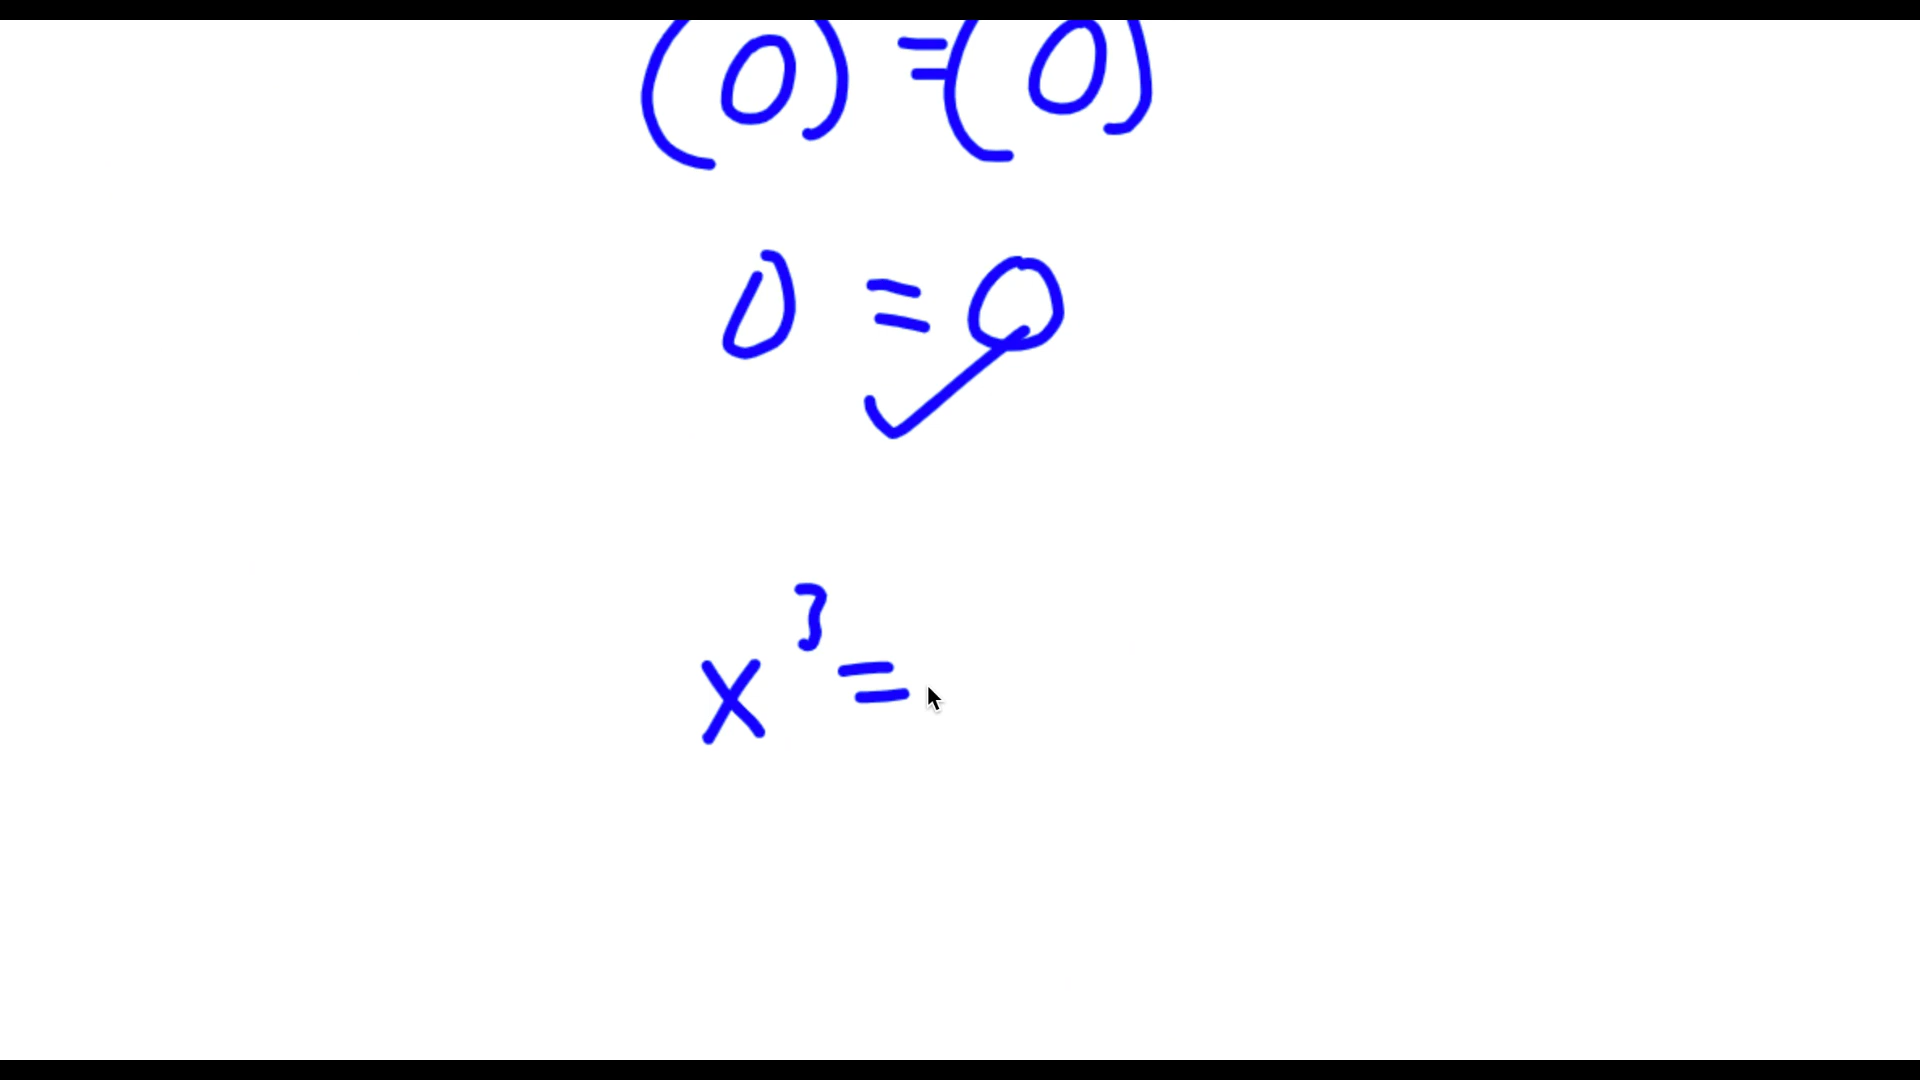 (0) = (0)
0 = 0 ✓
x³ =